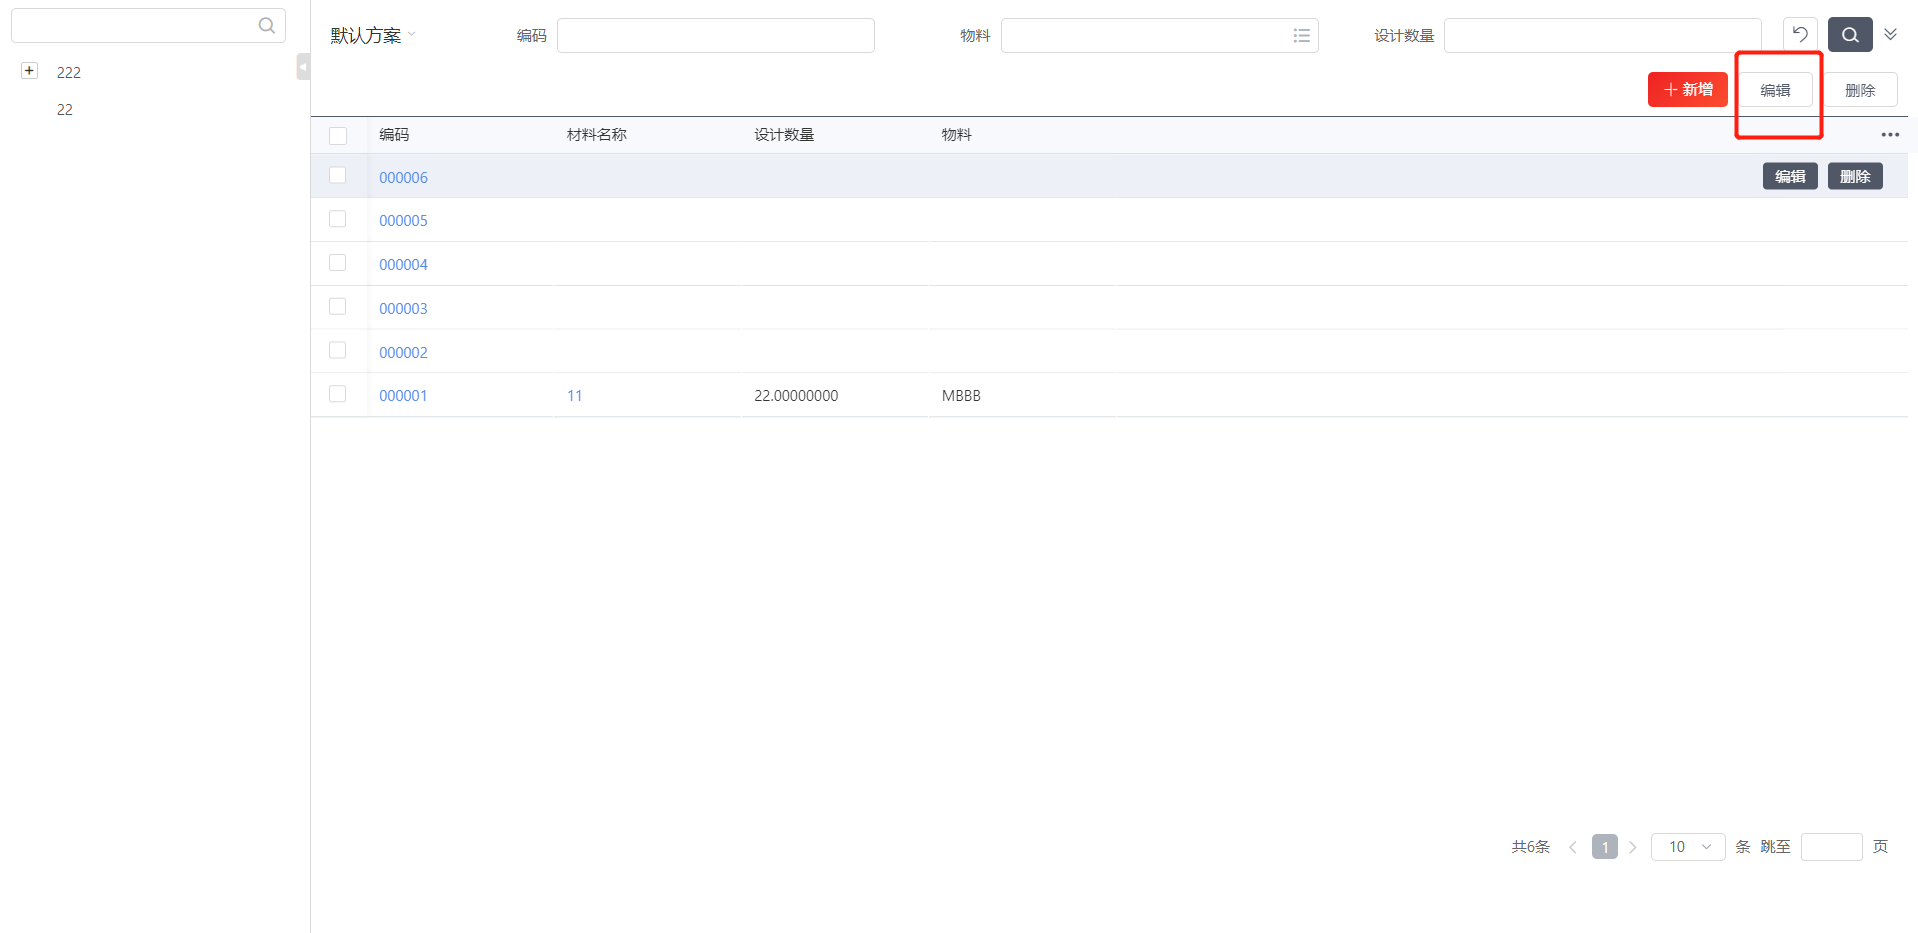 默认方案 编码 物料 设计数量
222
22
新增 编辑 删除
编码 材料名称 设计数量 物料
000006 编辑 删除
000005
000004
000003
000002
000001 11 22.00000000 MBBB
共6条 1 10 条 跳至 页